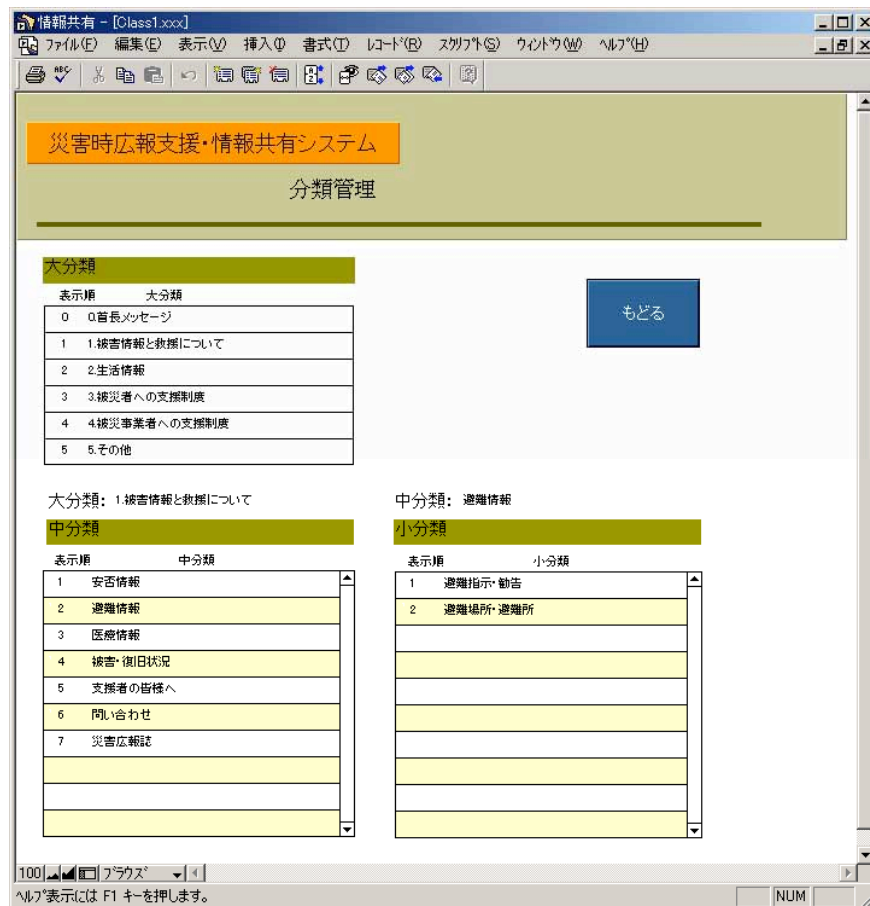 情報共有 - [Class1.xxx]
ファイル(F) 編集(E) 表示(V) 挿入(I) 書式(T) レコード(R) スクリプト(S) ウィンドウ(W) ヘルプ(H)
災害時広報支援・情報共有システム
分類管理
大分類
表示順 大分類
0 0.首長メッセージ
1 1.被害情報と救援について
2 2.生活情報
3 3.被災者への支援制度
4 4.被災事業者への支援制度
5 5.その他
もどる
大分類: 1.被害情報と救援について
中分類
表示順 中分類
1 安否情報
2 避難情報
3 医療情報
4 被害・復旧状況
5 支援者の皆様へ
6 問い合わせ
7 災害広報誌
中分類: 避難情報
小分類
表示順 小分類
1 避難指示・勧告
2 避難場所・避難所
100 ブラウズ
ヘルプ表示には F1 キーを押します。
NUM